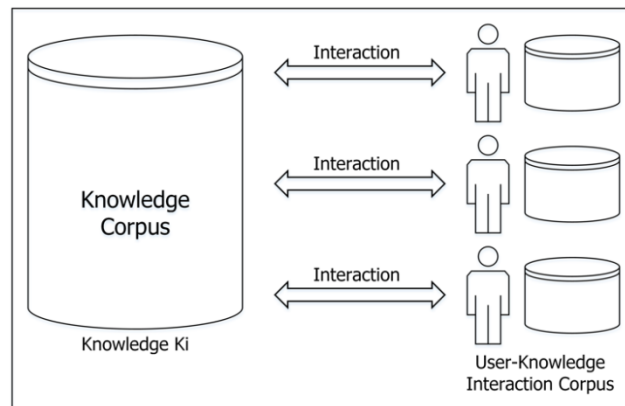 Interaction
Interaction
Knowledge
Corpus
Interaction
Knowledge Ki
User-Knowledge
Interaction Corpus